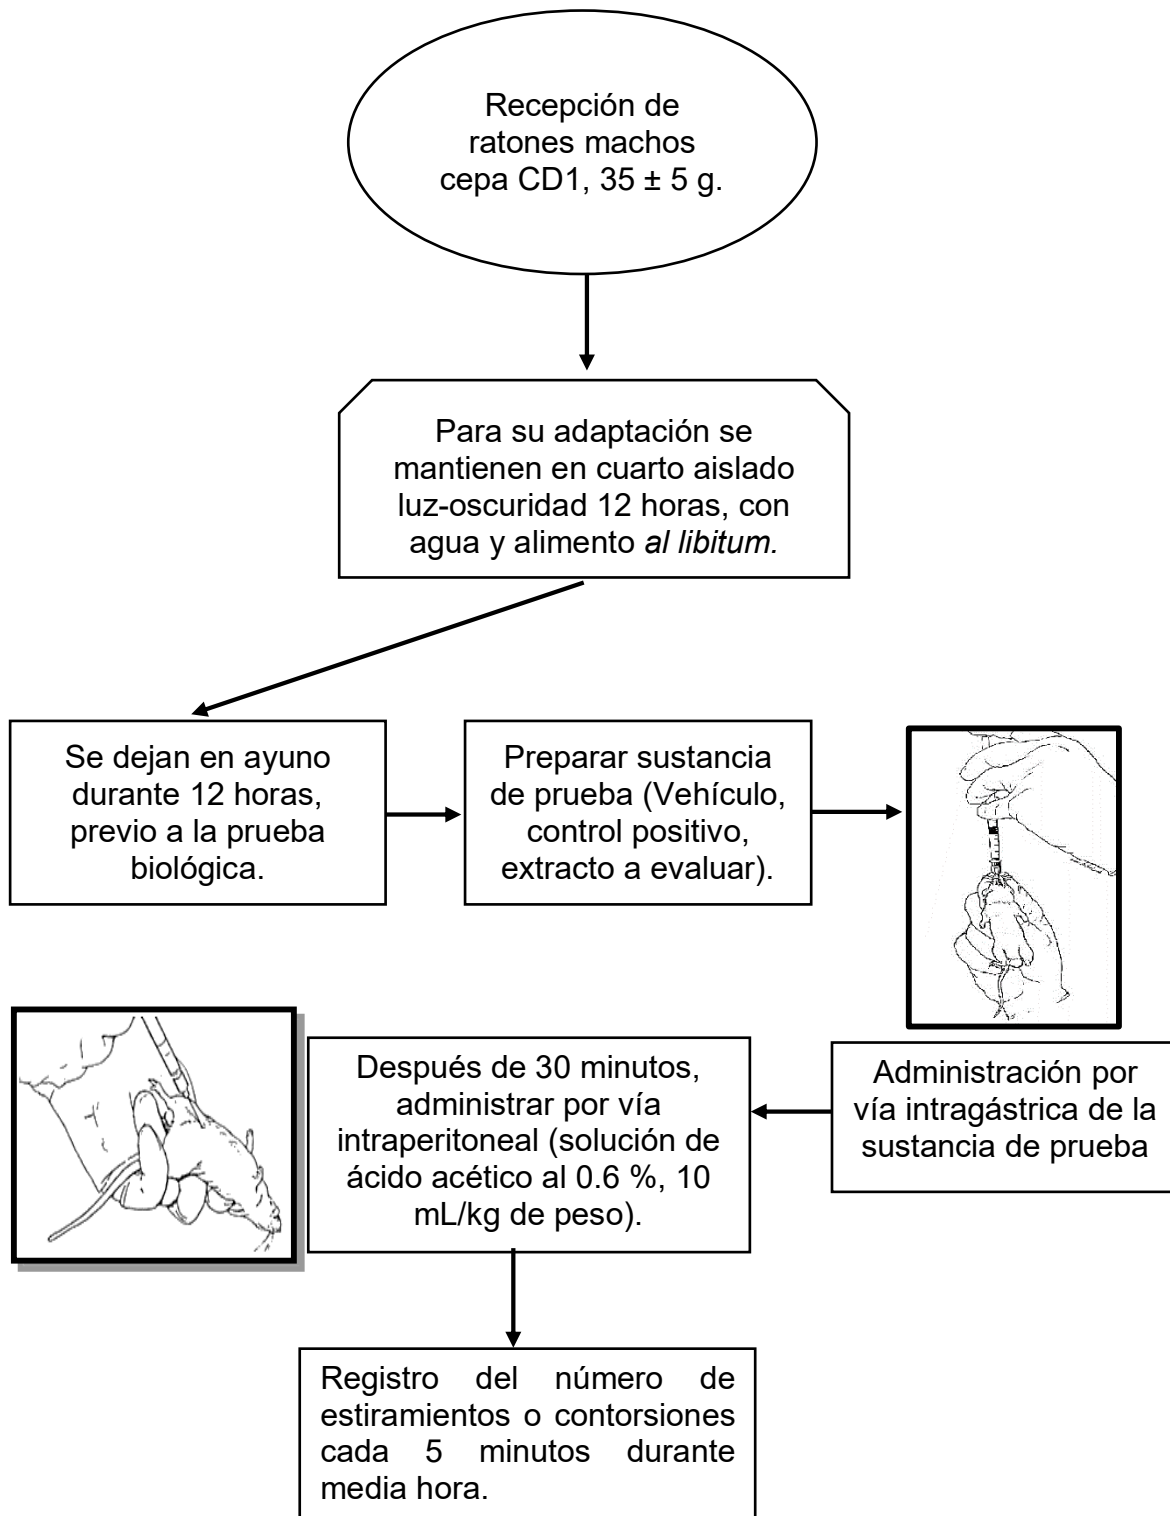 Recepción de
ratones machos
cepa CD1, 35 ± 5 g.
Para su adaptación se
mantienen en cuarto aislado
luz-oscuridad 12 horas, con
agua y alimento al libitum.
Se dejan en ayuno
durante 12 horas,
previo a la prueba
biológica.
Preparar sustancia
de prueba (Vehículo,
control positivo,
extracto a evaluar).
Administración por
vía intragástrica de la
sustancia de prueba
Después de 30 minutos,
administrar por vía
intraperitoneal (solución de
ácido acético al 0.6 %, 10
mL/kg de peso).
Registro del número de
estiramientos o contorsiones
cada 5 minutos durante
media hora.